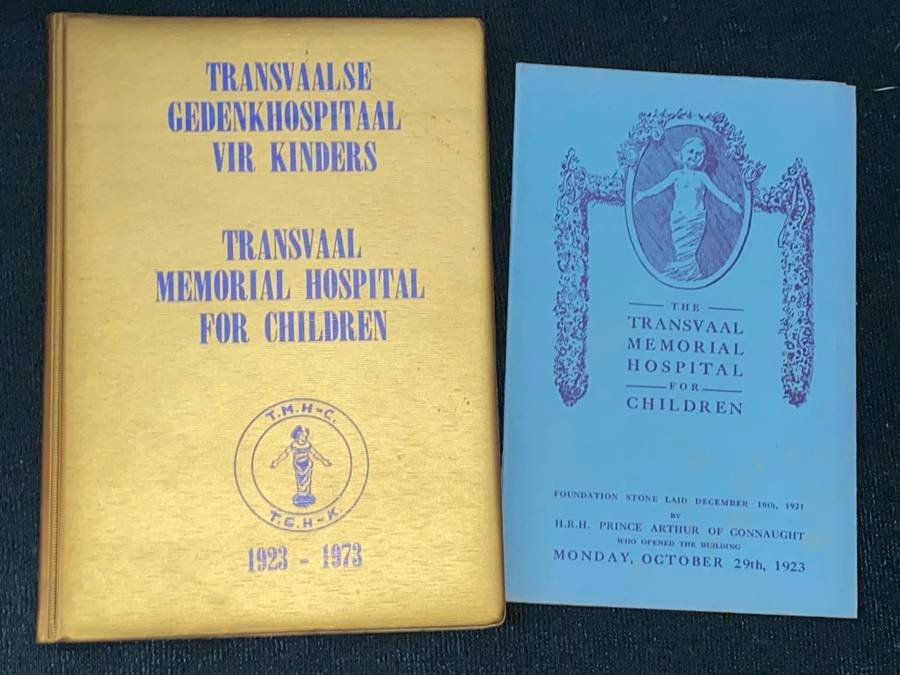 TRANSVAALSE
GEDENKHOSPITAAL
VIR KINDERS
TRANSVAAL
MEMORIAL HOSPITAL
FOR CHILDREN
T.M.H-C.
T.G.H-K.
1923 - 1973
THE
TRANSVAAL
MEMORIAL
HOSPITAL
FOR
CHILDREN
FOUNDATION STONE LAID DECEMBER 10th, 1921
BY
H.R.H. PRINCE ARTHUR OF CONNAUGHT
WHO OPENED THE BUILDING
MONDAY, OCTOBER 29th, 1923